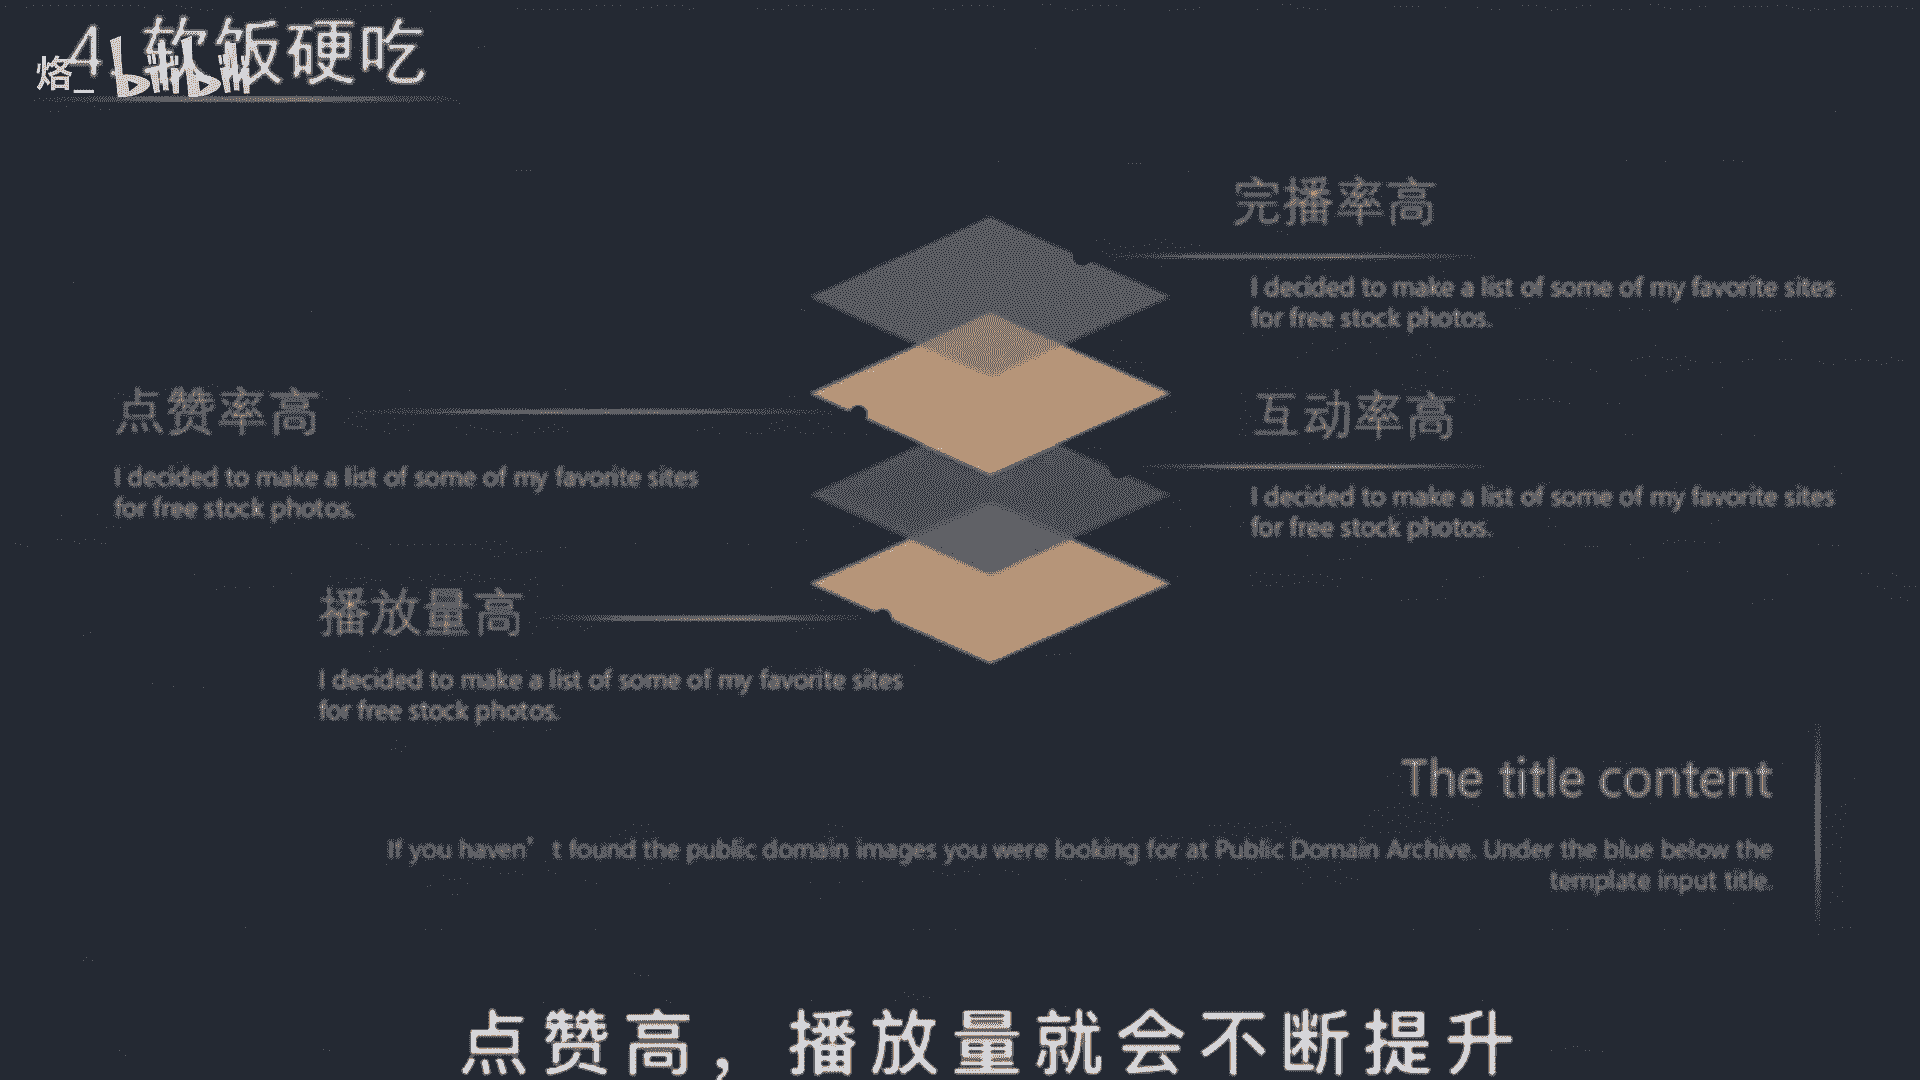 4.软饭硬吃
烙_ bilibili
完播率高
I decided to make a list of some of my favorite sites
for free stock photos.
点赞率高
I decided to make a list of some of my favorite sites
for free stock photos.
互动率高
I decided to make a list of some of my favorite sites
for free stock photos.
播放量高
I decided to make a list of some of my favorite sites
for free stock photos.
The title content
If you haven’t found the public domain images you were looking for at Public Domain Archive. Under the blue below the
template input title.
点赞高，播放量就会不断提升